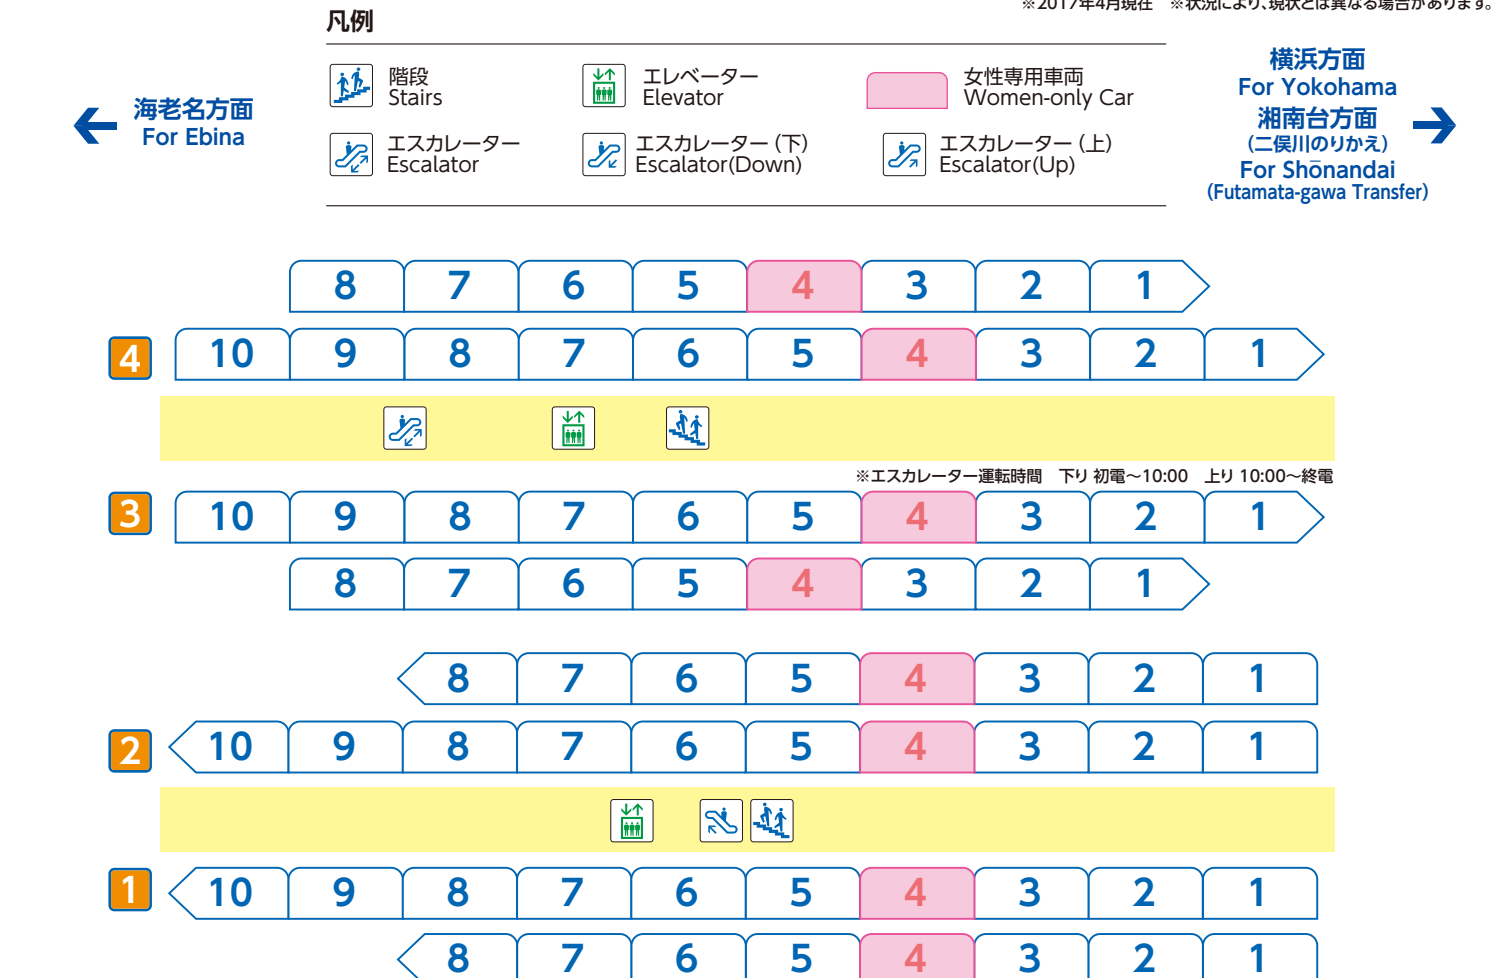 ※2017年4月現在　※状況により、現状とは異なる場合があります。
凡例
階段
Stairs
エレベーター
Elevator
女性専用車両
Women-only Car
エスカレーター
Escalator
エスカレーター（下）
Escalator(Down)
エスカレーター（上）
Escalator(Up)
海老名方面
For Ebina
横浜方面
For Yokohama
湘南台方面
（二俣川のりかえ）
For Shōnandai
(Futamata-gawa Transfer)
8 7 6 5 4 3 2 1
4 10 9 8 7 6 5 4 3 2 1
※エスカレーター運転時間　下り 初電～10:00　上り 10:00～終電
3 10 9 8 7 6 5 4 3 2 1
8 7 6 5 4 3 2 1
8 7 6 5 4 3 2 1
2 10 9 8 7 6 5 4 3 2 1
1 10 9 8 7 6 5 4 3 2 1
8 7 6 5 4 3 2 1